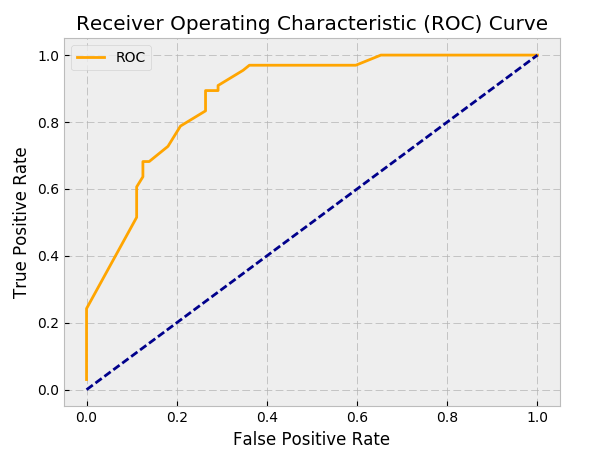 Receiver Operating Characteristic (ROC) Curve
ROC
True Positive Rate
1.0
0.8
0.6
0.4
0.2
0.0
0.0 0.2 0.4 0.6 0.8 1.0
False Positive Rate